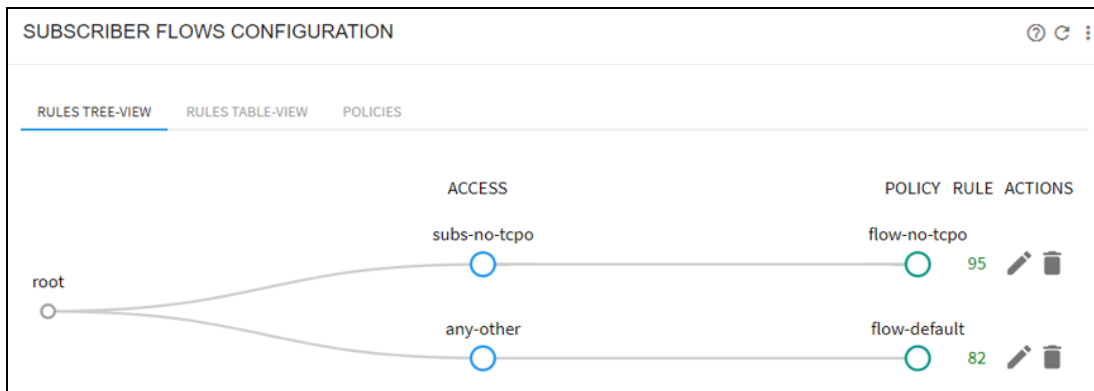 SUBSCRIBER FLOWS CONFIGURATION
RULES TREE-VIEW RULES TABLE-VIEW POLICIES
ACCESS POLICY RULE ACTIONS
subs-no-tcpo flow-no-tcpo
95
root
any-other flow-default
82